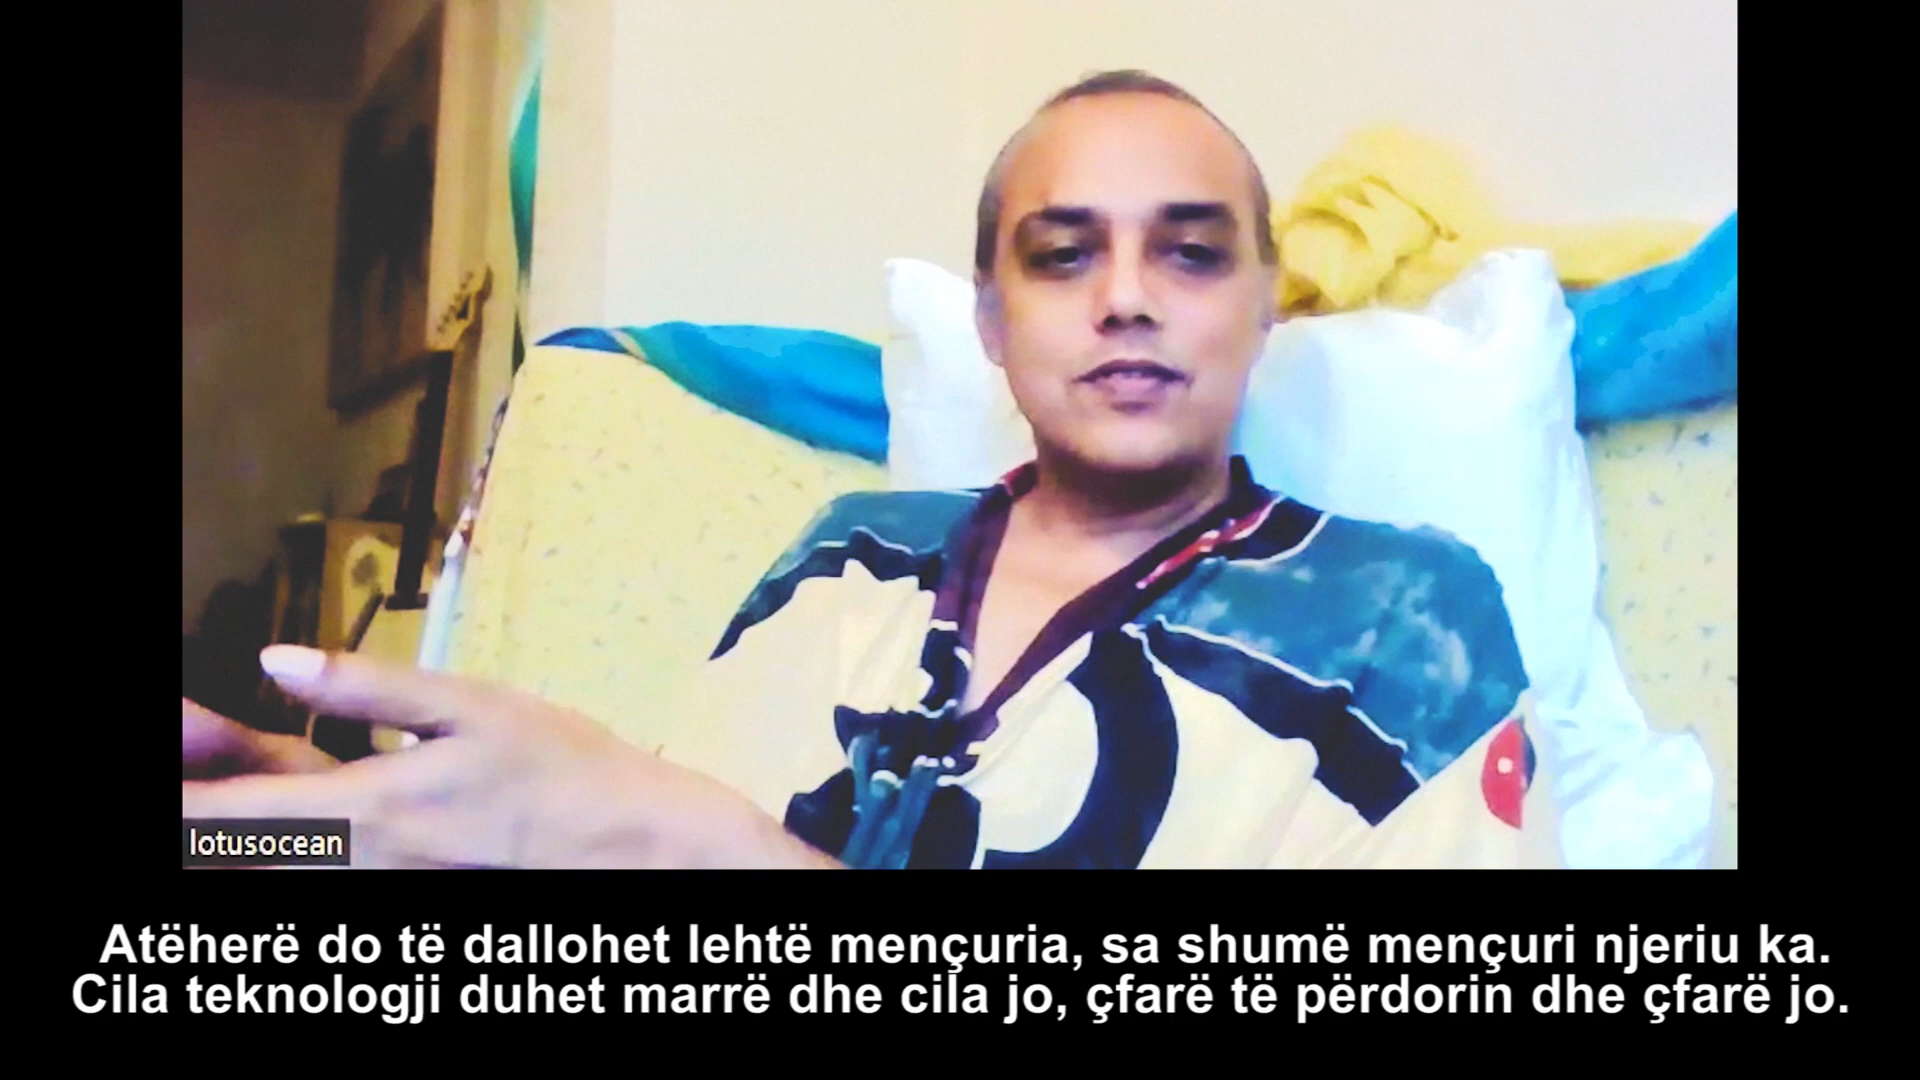 lotusocean
Atëherë do të dallohet lehtë mençuria, sa shumë mençuri njeriu ka.
Cila teknologji duhet marrë dhe cila jo, çfarë të përdorin dhe çfarë jo.